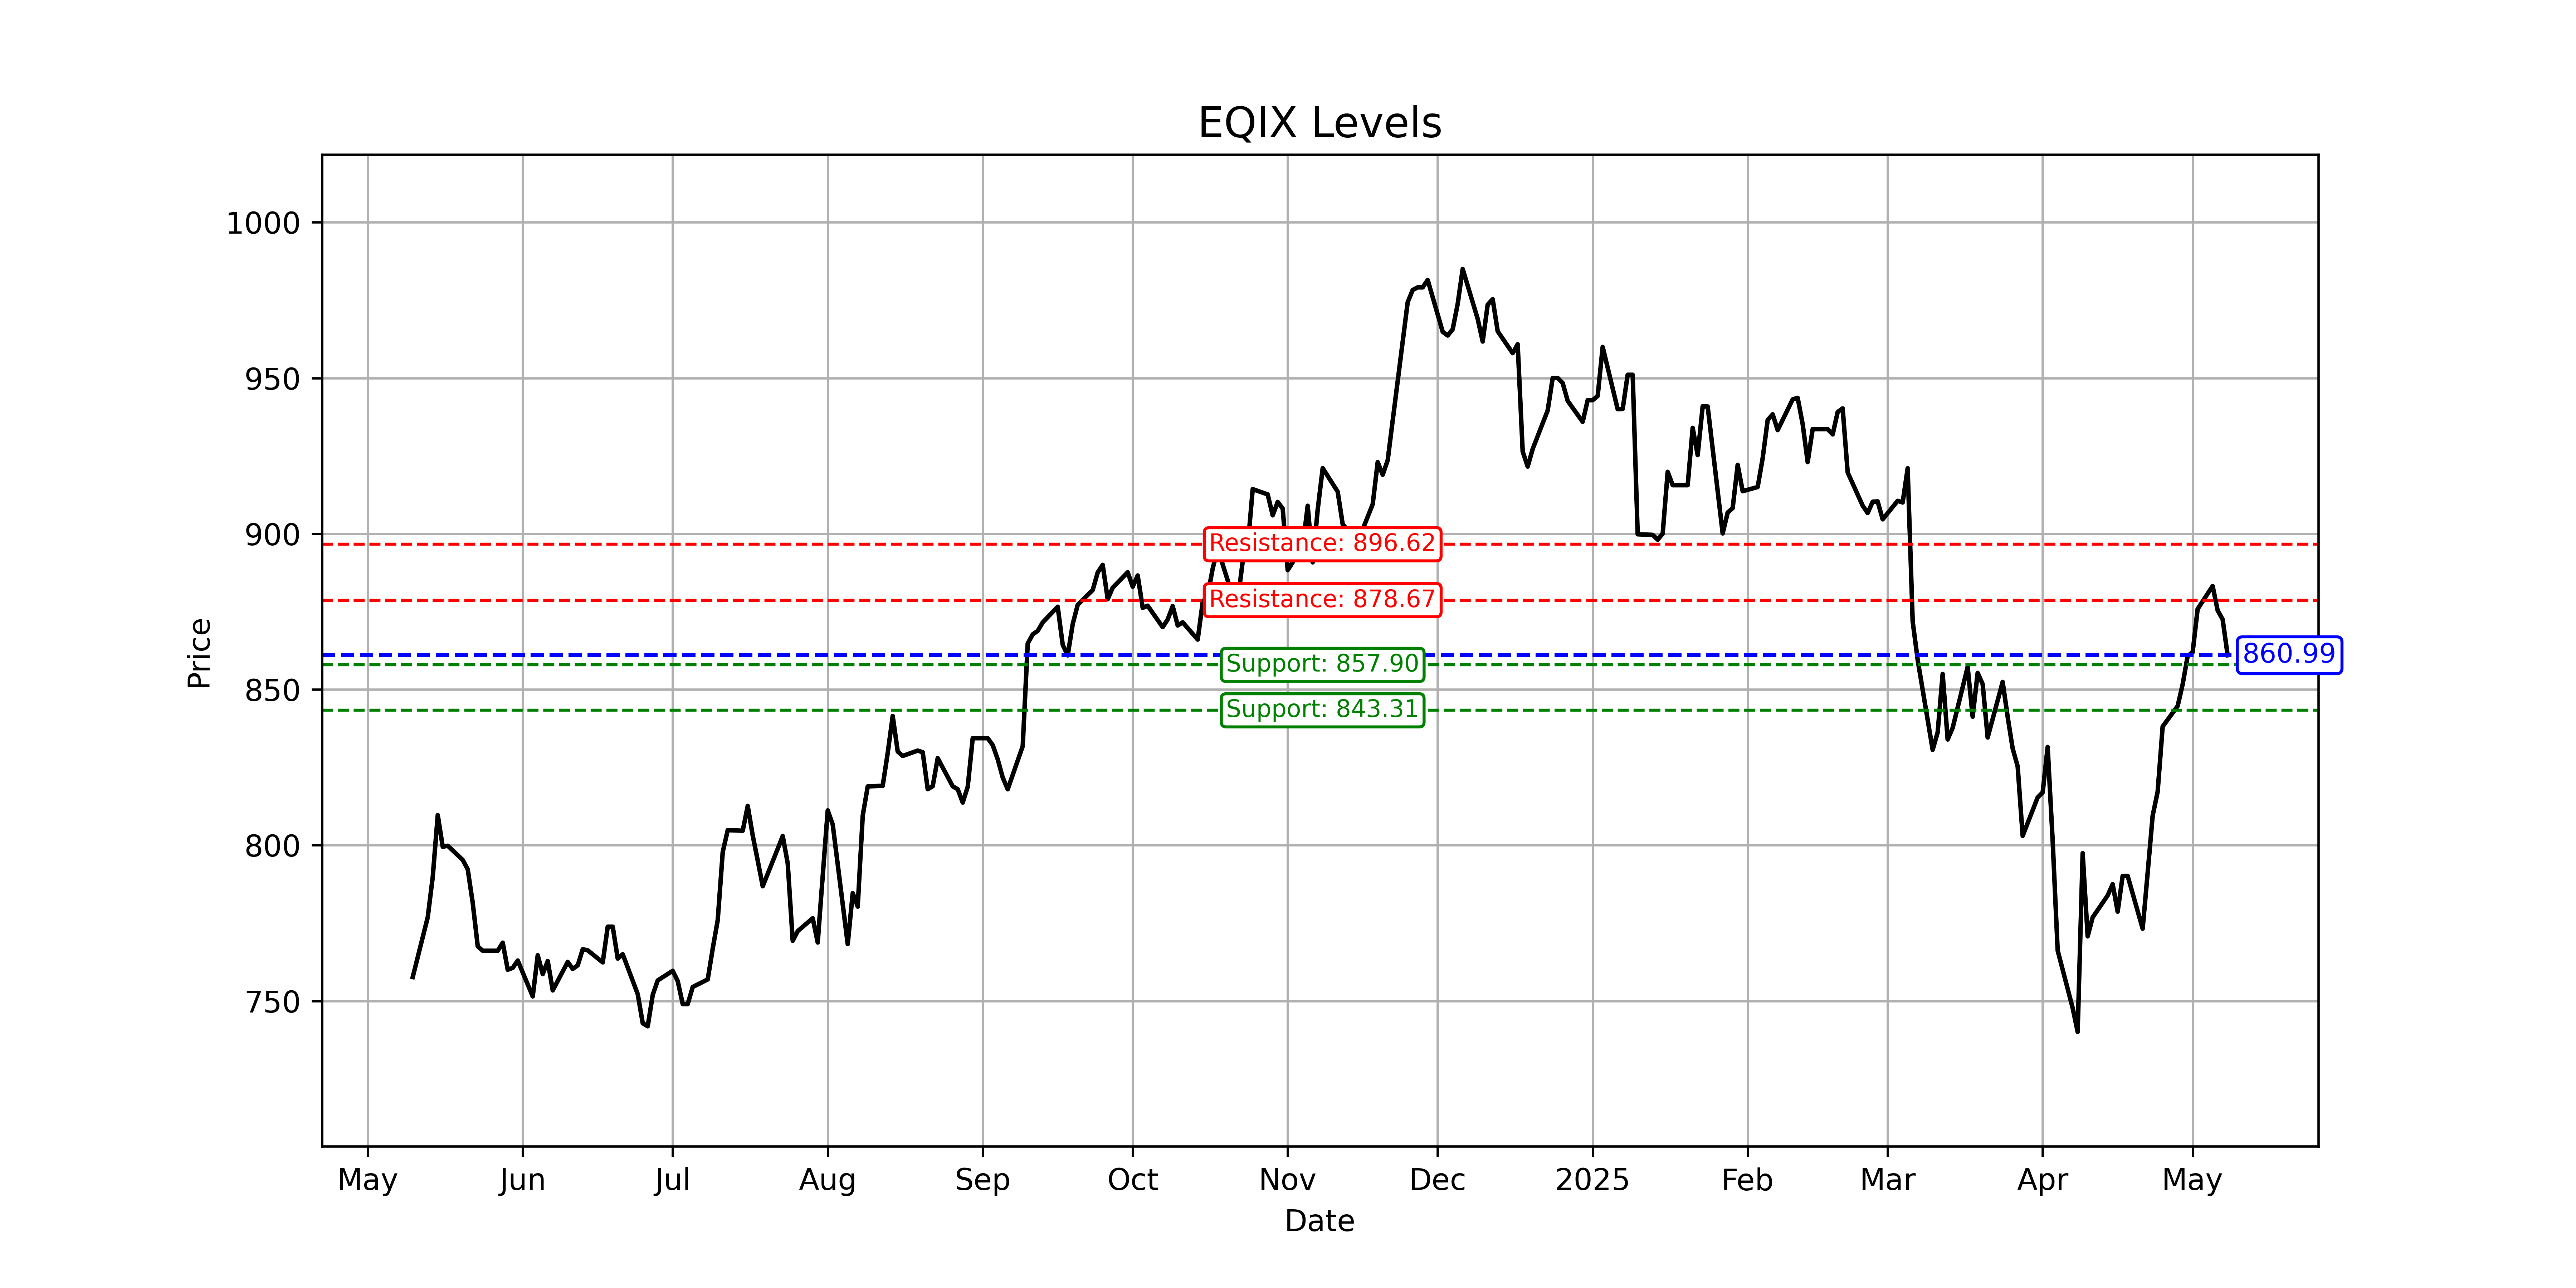 EQIX Levels
1000
950
900
850
800
750
Price
Resistance: 896.62
Resistance: 878.67
Support: 857.90
860.99
Support: 843.31
May Jun Jul Aug Sep Oct Nov Dec 2025 Feb Mar Apr May
Date